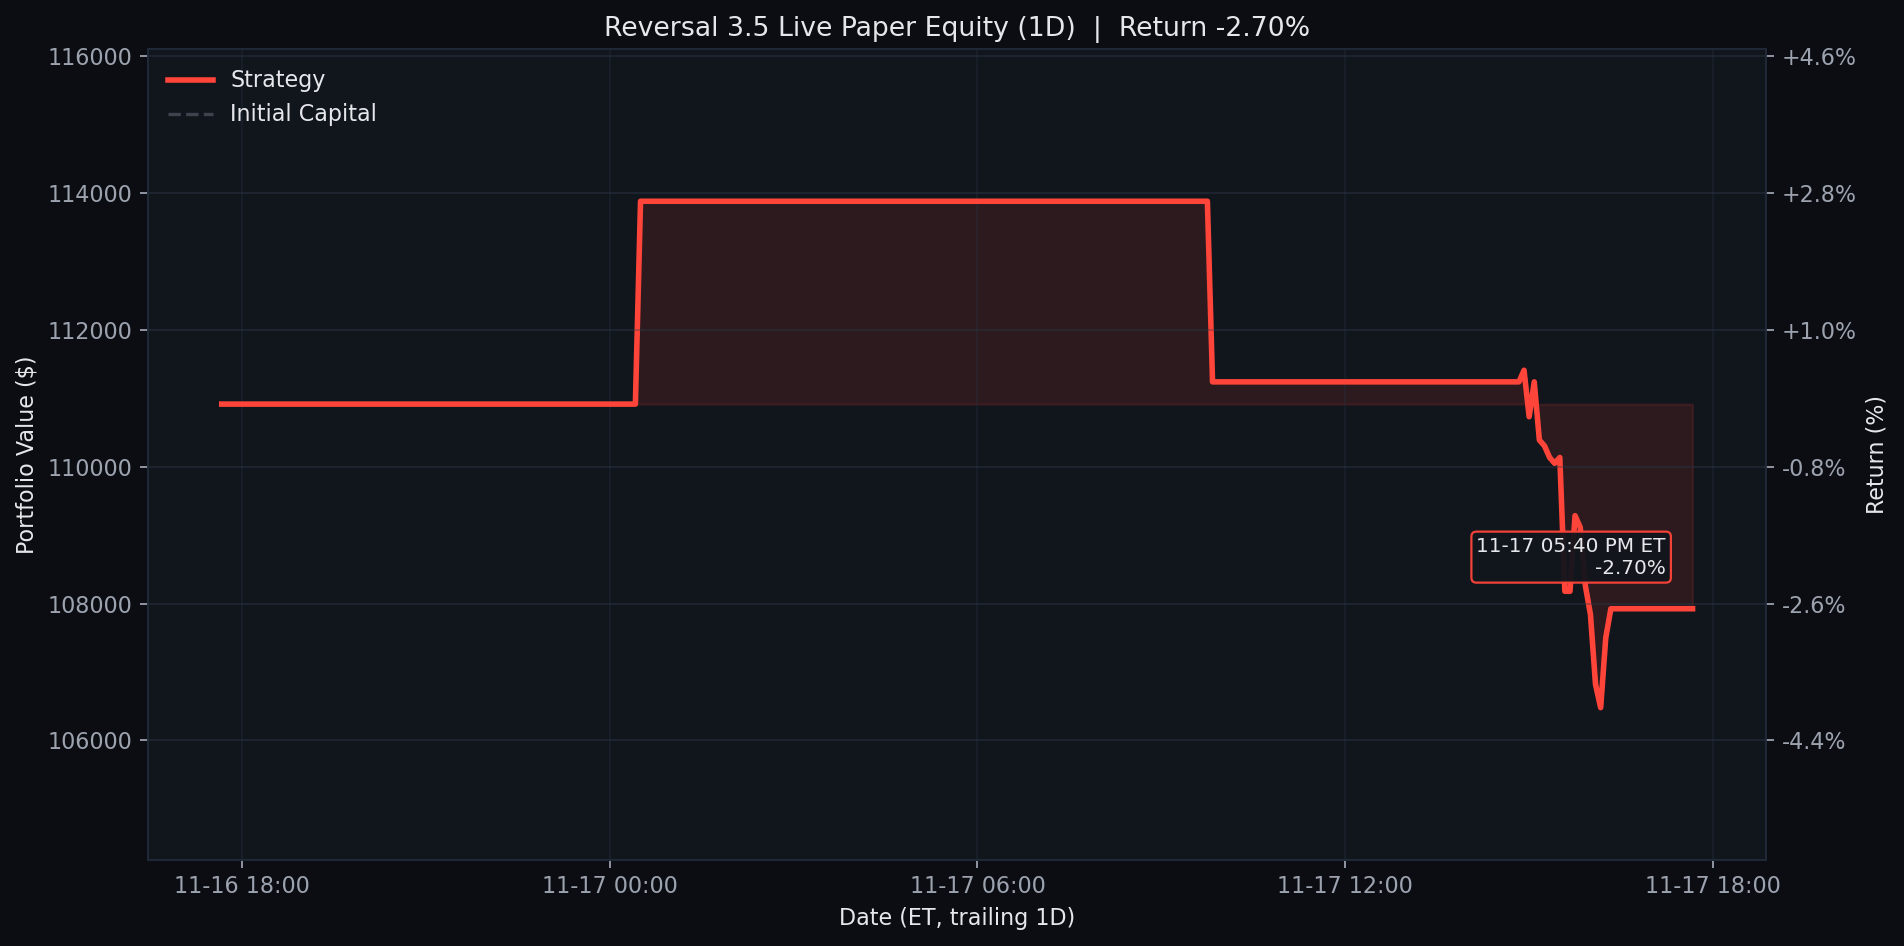 Reversal 3.5 Live Paper Equity (1D)  |  Return -2.70%
Strategy
Initial Capital
Portfolio Value ($)
116000
114000
112000
110000
108000
106000
+4.6%
+2.8%
+1.0%
-0.8%
-2.6%
-4.4%
Return (%)
11-17 05:40 PM ET
-2.70%
11-16 18:00
11-17 00:00
11-17 06:00
11-17 12:00
11-17 18:00
Date (ET, trailing 1D)